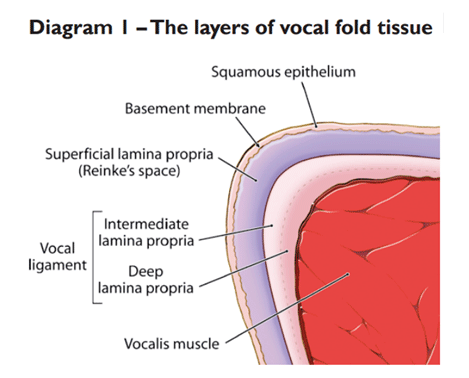 Diagram 1 – The layers of vocal fold tissue
Squamous epithelium
Basement membrane
Superficial lamina propria
(Reinke's space)
Intermediate
lamina propria
Vocal
ligament
Deep
lamina propria
Vocalis muscle